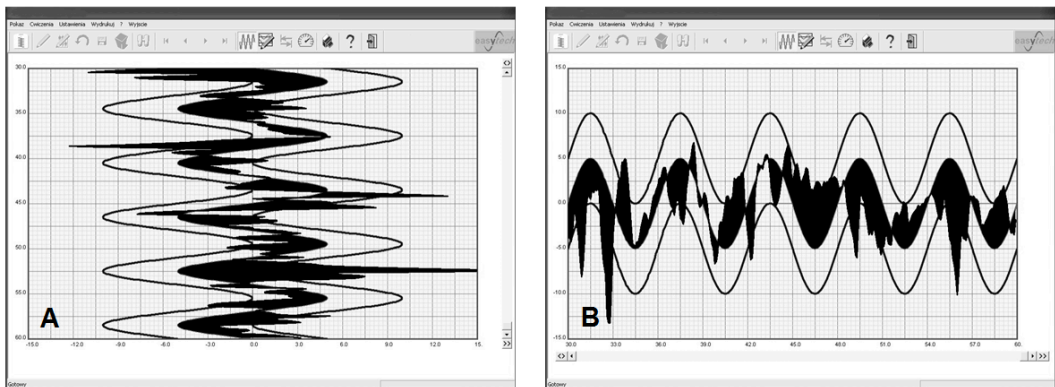 Pokaz Cwiczenia Ustawienia Wydrukuj ? Wyjscie
?
easytech
30.0
35.0
40.0
45.0
50.0
55.0
60.0
-15.0 -12.0 -9.0 -6.0 -3.0 0.0 3.0 6.0 9.0 12.0 15.
A
Gotowy
Pokaz Cwiczenia Ustawienia Wydrukuj ? Wyjscie
?
easytech
15.0
10.0
5.0
0.0
-5.0
-10.0
-15.0
30.0 33.0 36.0 39.0 42.0 45.0 48.0 51.0 54.0 57.0 60.
B
Gotowy